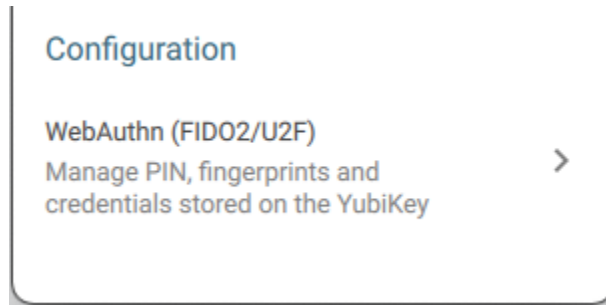 Configuration
WebAuthn (FIDO2/U2F)
Manage PIN, fingerprints and
credentials stored on the YubiKey